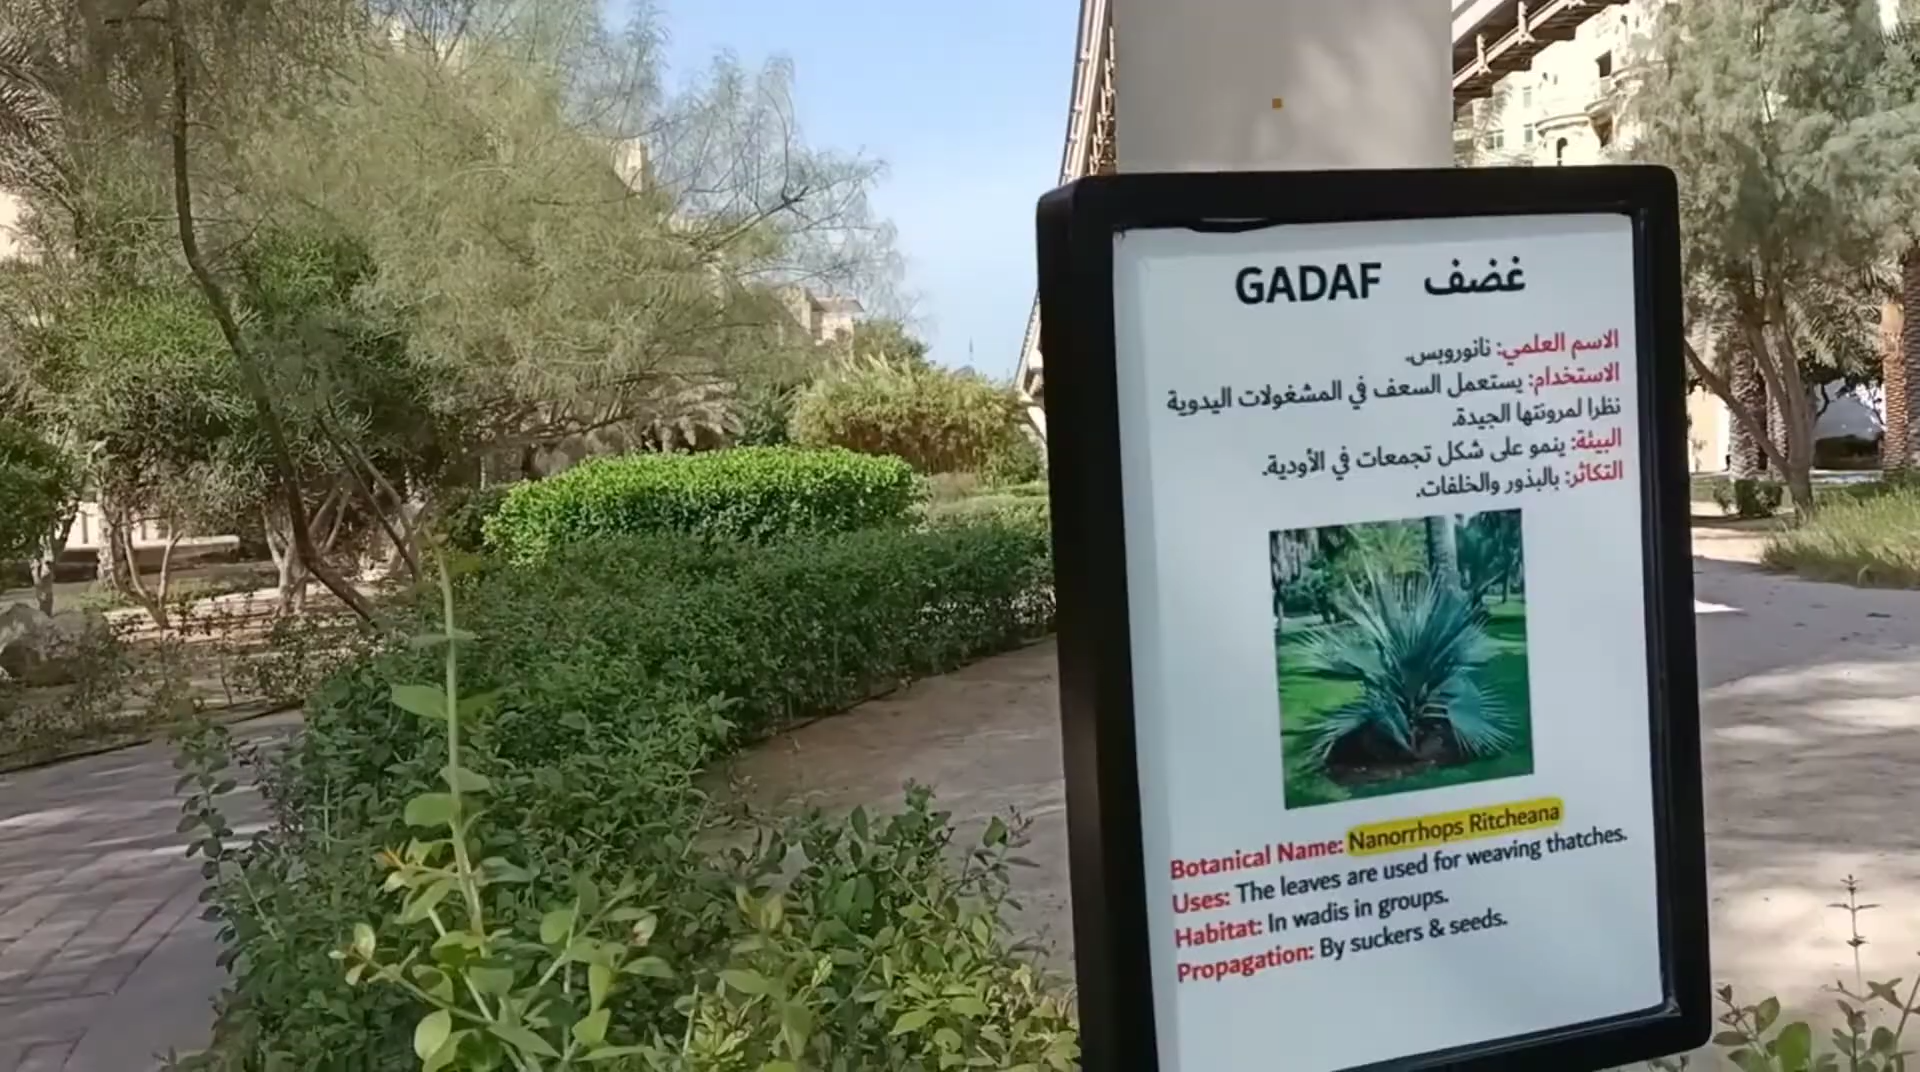 GADAF غضف
الاسم العلمي: نانوروبس.
الاستخدام: يستعمل السعف في المشغولات اليدوية
نظرا لمرونتها الجيدة.
البيئة: ينمو على شكل تجمعات في الأودية.
التكاثر: بالبذور والخلفات.
Botanical Name: Nanorrhops Ritcheana
Uses: The leaves are used for weaving thatches.
Habitat: In wadis in groups.
Propagation: By suckers & seeds.